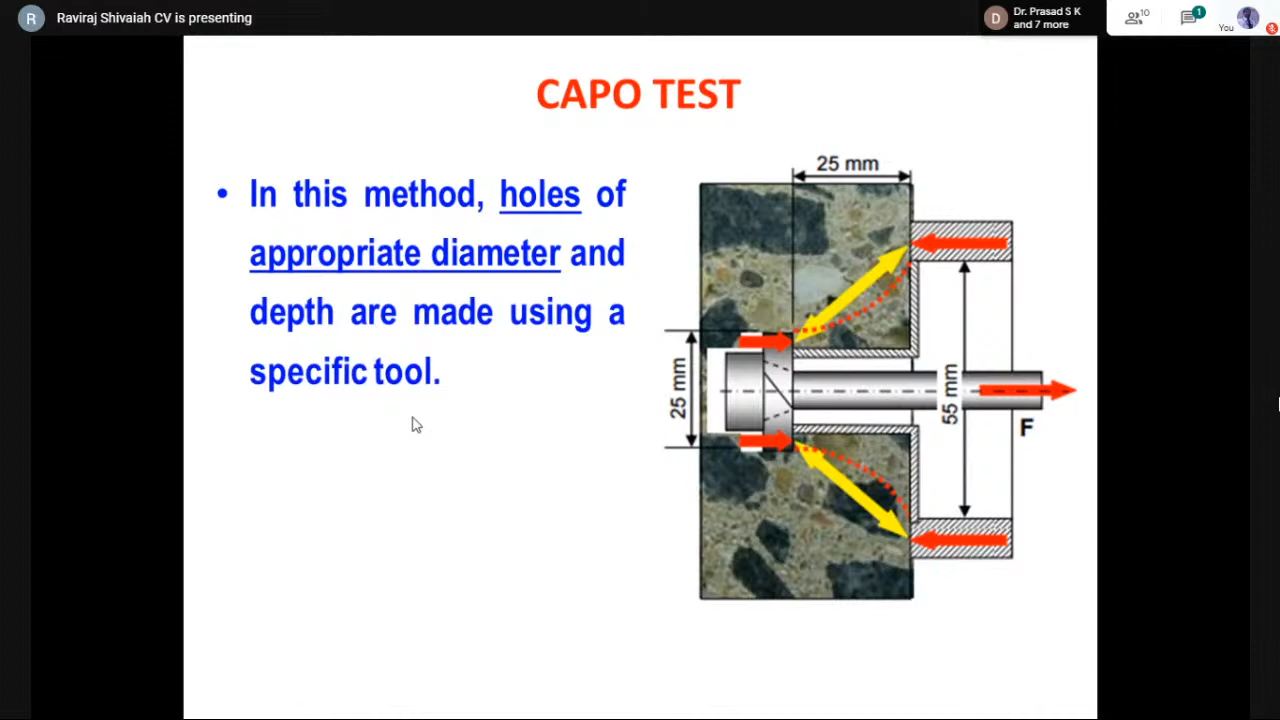 R
Raviraj Shivaiah CV is presenting
D
Dr. Prasad S K
and 7 more
10
1
You
CAPO TEST
• In this method, holes of
appropriate diameter and
depth are made using a
specific tool.
25 mm
25 mm
55 mm
F